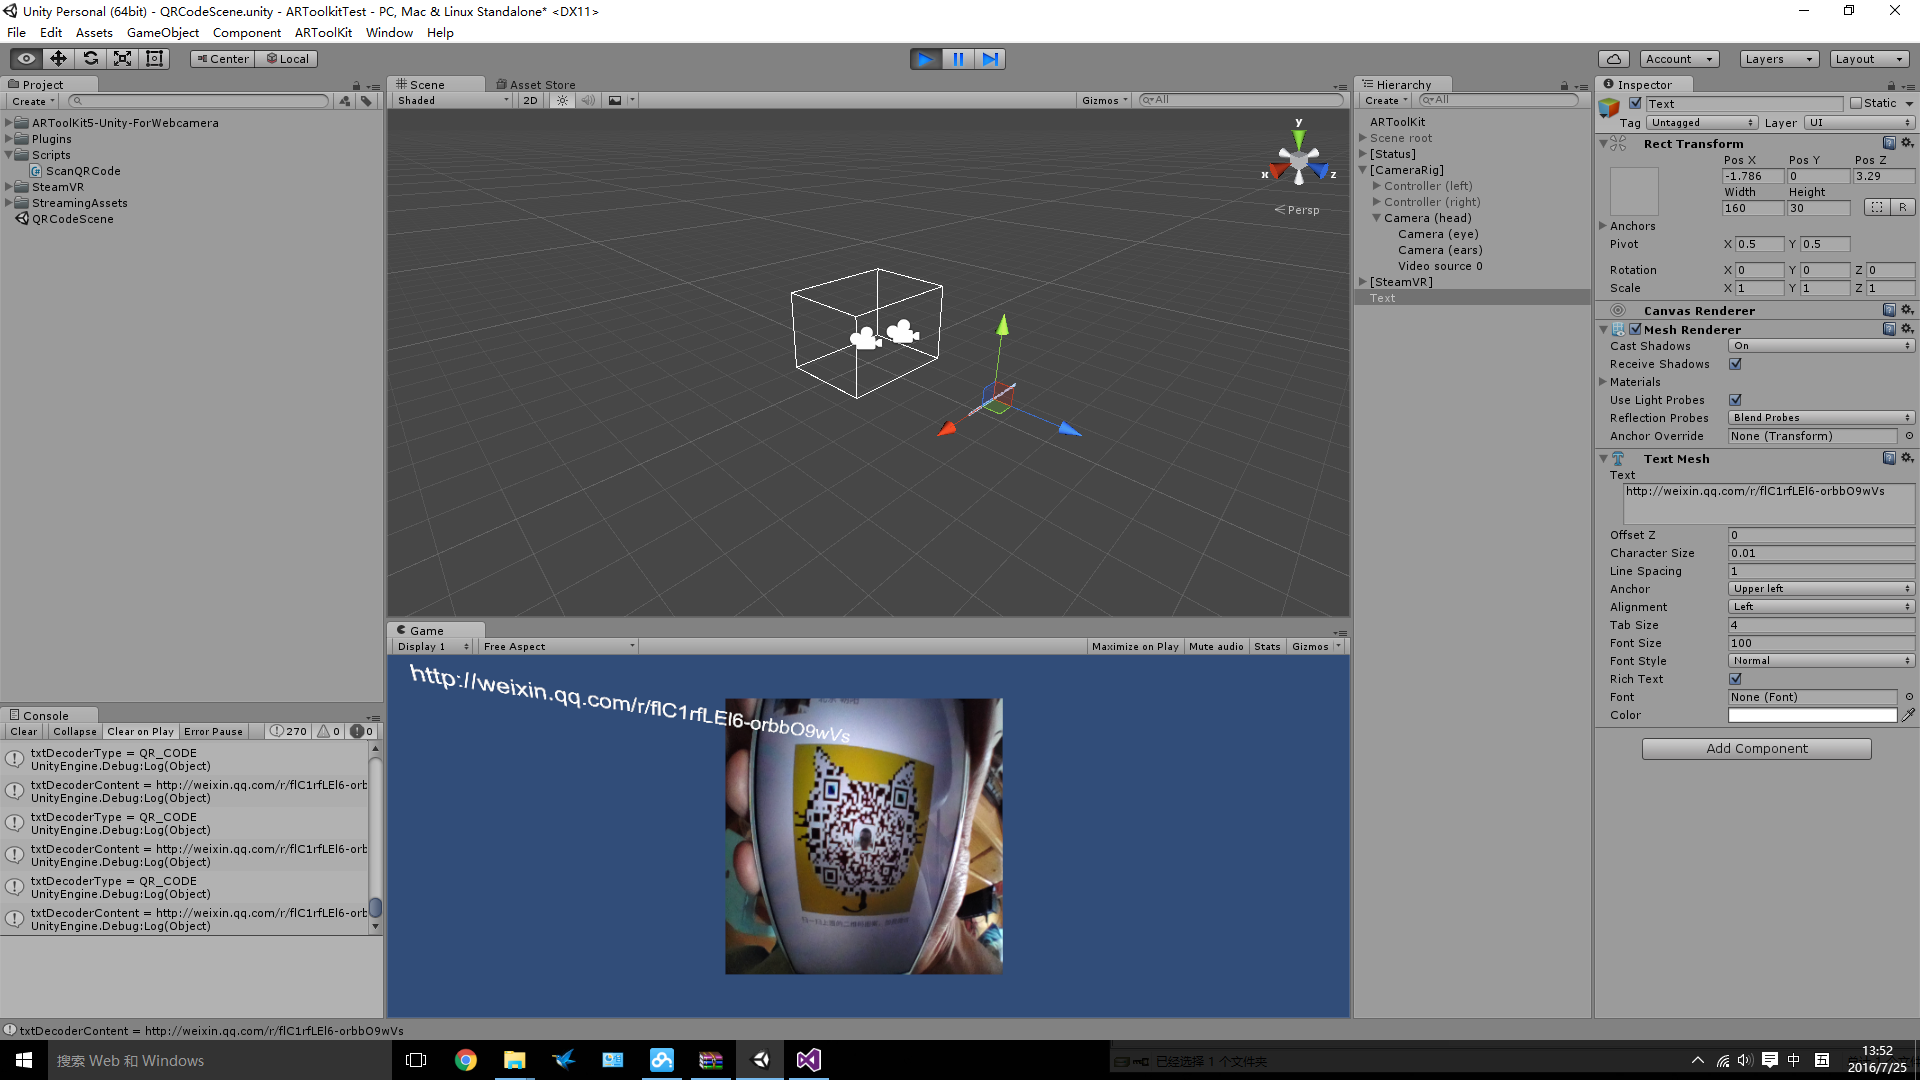 Unity Personal (64bit) - QRCodeScene.unity - ARToolkitTest - PC, Mac & Linux Standalone* <DX11>
File Edit Assets GameObject Component ARToolKit Window Help
Center Local
Account Layers Layout
Project
Create
ARToolKit5-Unity-ForWebcamera
Plugins
Scripts
ScanQRCode
SteamVR
StreamingAssets
QRCodeScene
Console
Clear Collapse Clear on Play Error Pause 270 0 0
txtDecoderType = QR_CODE
UnityEngine.Debug:Log(Object)
txtDecoderContent = http://weixin.qq.com/r/flC1rfLEl6-orb
UnityEngine.Debug:Log(Object)
txtDecoderType = QR_CODE
UnityEngine.Debug:Log(Object)
txtDecoderContent = http://weixin.qq.com/r/flC1rfLEl6-orb
UnityEngine.Debug:Log(Object)
txtDecoderType = QR_CODE
UnityEngine.Debug:Log(Object)
txtDecoderContent = http://weixin.qq.com/r/flC1rfLEl6-orb
UnityEngine.Debug:Log(Object)
Scene Asset Store
Shaded 2D Gizmos All
y
x z
Persp
Game
Display 1 Free Aspect Maximize on Play Mute audio Stats Gizmos
http://weixin.qq.com/r/flC1rfLEl6-orbbO9wVs
Hierarchy
Create All
ARToolKit
Scene root
[Status]
[CameraRig]
Controller (left)
Controller (right)
Camera (head)
Camera (eye)
Camera (ears)
Video source 0
[SteamVR]
Text
Inspector
Text Static
Tag Untagged Layer UI
Rect Transform
Pos X Pos Y Pos Z
-1.786 0 3.29
Width Height
160 30 R
Anchors
Pivot X 0.5 Y 0.5
Rotation X 0 Y 0 Z 0
Scale X 1 Y 1 Z 1
Canvas Renderer
Mesh Renderer
Cast Shadows On
Receive Shadows
Materials
Use Light Probes
Reflection Probes Blend Probes
Anchor Override None (Transform)
Text Mesh
Text
http://weixin.qq.com/r/flC1rfLEl6-orbbO9wVs
Offset Z 0
Character Size 0.01
Line Spacing 1
Anchor Upper left
Alignment Left
Tab Size 4
Font Size 100
Font Style Normal
Rich Text
Font None (Font)
Color
Add Component
txtDecoderContent = http://weixin.qq.com/r/flC1rfLEl6-orbbO9wVs
搜索 Web 和 Windows
已经选择 1 个文件夹
中
13:52
2016/7/25